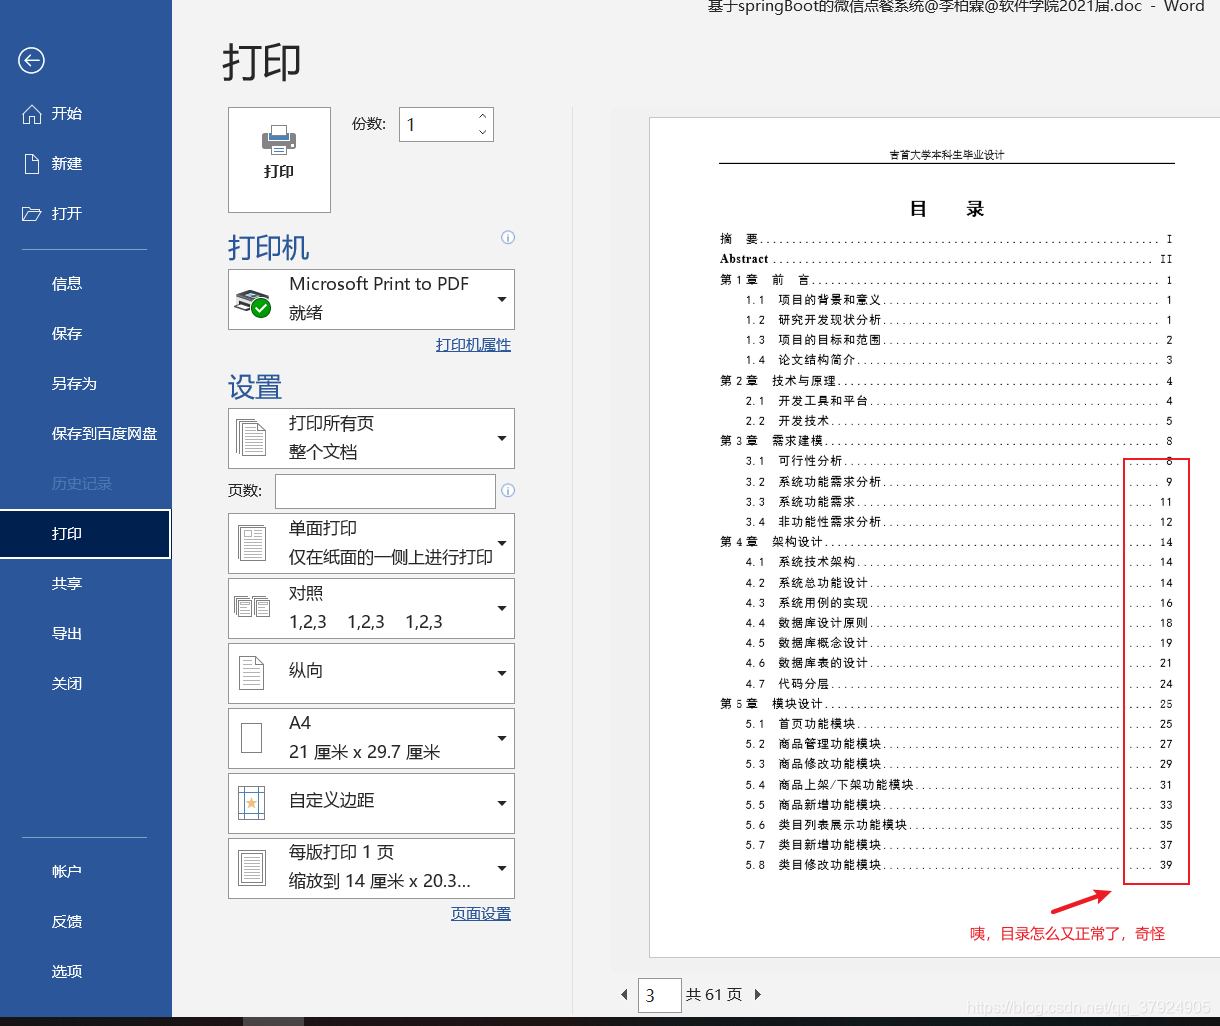 基于springBoot的微信点餐系统@李柏霖@软件学院2021届.doc - Word
开始
新建
打开
信息
保存
另存为
保存到百度网盘
历史记录
打印
共享
导出
关闭
帐户
反馈
选项
打印
打印
份数: 1
打印机
Microsoft Print to PDF
就绪
打印机属性
设置
打印所有页
整个文档
页数:
单面打印
仅在纸面的一侧上进行打印
对照
1,2,3 1,2,3 1,2,3
纵向
A4
21 厘米 x 29.7 厘米
自定义边距
每版打印 1 页
缩放到 14 厘米 x 20.3...
页面设置
吉首大学本科生毕业设计
目 录
摘 要 I
Abstract II
第 1 章 前 言 1
1.1 项目的背景和意义 1
1.2 研究开发现状分析 1
1.3 项目的目标和范围 2
1.4 论文结构简介 3
第 2 章 技术与原理 4
2.1 开发工具和平台 4
2.2 开发技术 5
第 3 章 需求建模 8
3.1 可行性分析 8
3.2 系统功能需求分析 9
3.3 系统功能需求 11
3.4 非功能性需求分析 12
第 4 章 架构设计 14
4.1 系统技术架构 14
4.2 系统总功能设计 14
4.3 系统用例的实现 16
4.4 数据库设计原则 18
4.5 数据库概念设计 19
4.6 数据库表的设计 21
4.7 代码分层 24
第 5 章 模块设计 25
5.1 首页功能模块 25
5.2 商品管理功能模块 27
5.3 商品修改功能模块 29
5.4 商品上架/下架功能模块 31
5.5 商品新增功能模块 33
5.6 类目列表展示功能模块 35
5.7 类目新增功能模块 37
5.8 类目修改功能模块 39
咦，目录怎么又正常了，奇怪
3 共 61 页
https://blog.csdn.net/qq_37924905